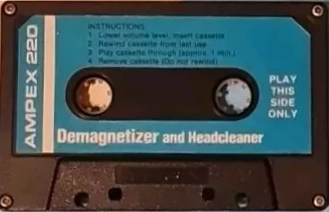 AMPEX 220
INSTRUCTIONS
1. Lower volume level, insert cassette
2. Rewind cassette from last use
3. Play cassette through (approx. 1 min.)
4. Remove cassette (Do not rewind)
PLAY
THIS
SIDE
ONLY
Demagnetizer and Headcleaner